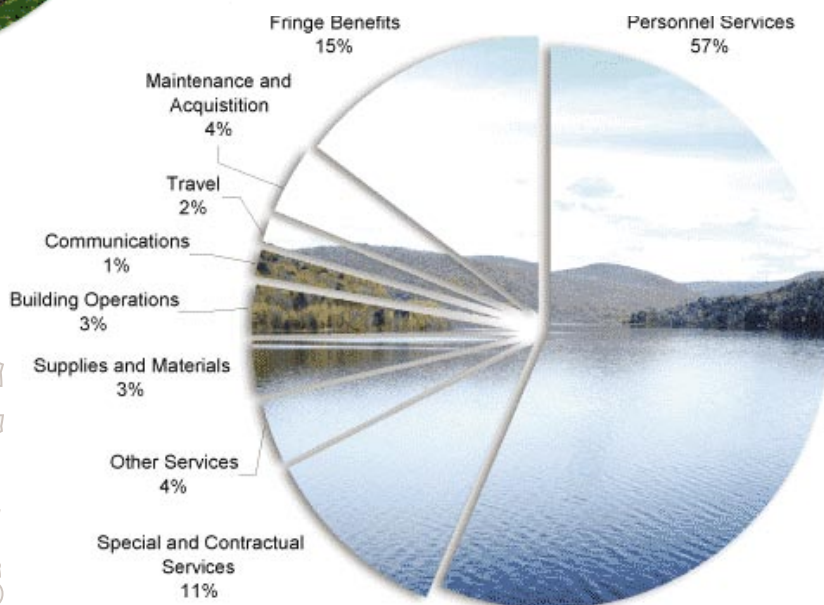 Fringe Benefits
15%
Personnel Services
57%
Maintenance and
Acquistition
4%
Travel
2%
Communications
1%
Building Operations
3%
Supplies and Materials
3%
Other Services
4%
Special and Contractual
Services
11%